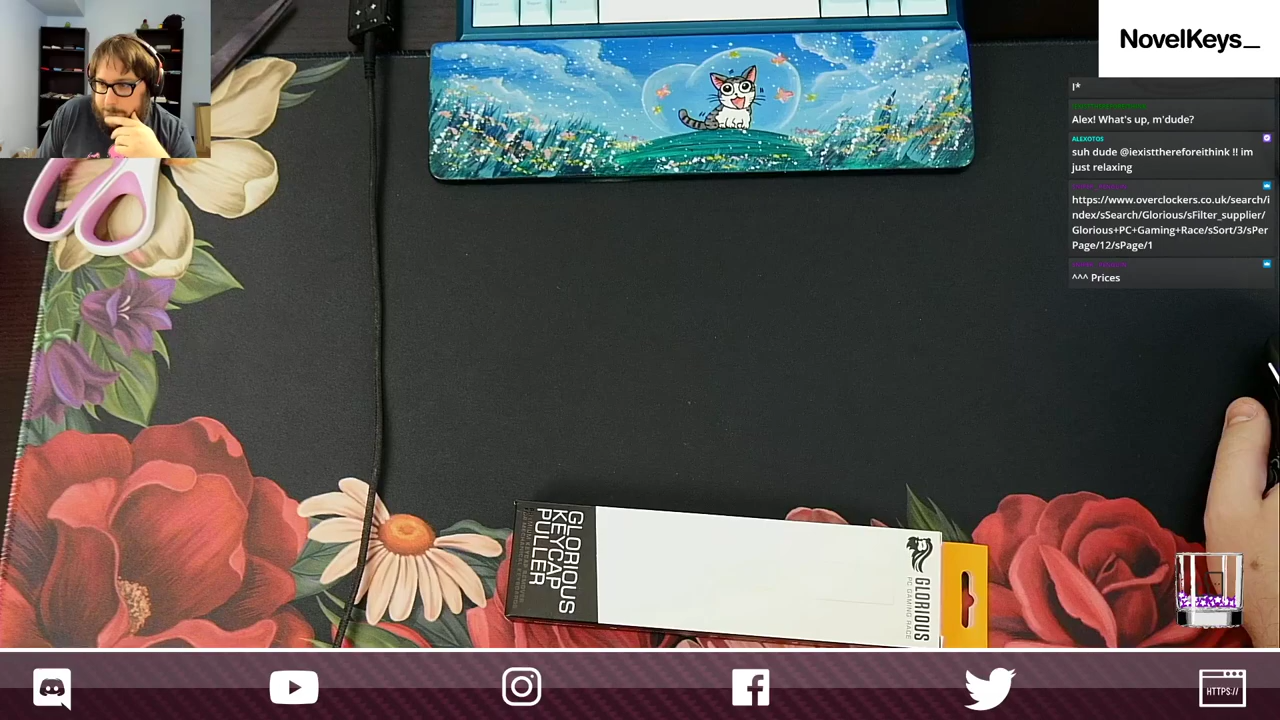 NovelKeys_
!*
Alex! What's up, m'dude?
ALEXOTOS
suh dude @iexistthereforeithink !! im
just relaxing
https://www.overclockers.co.uk/search/i
ndex/sSearch/Glorious/sFilter_supplier/
Glorious+PC+Gaming+Race/sSort/3/sPer
Page/12/sPage/1
^^^ Prices
GLORIOUS
KEYCAP
PULLER
GLORIOUS
PC GAMING RACE
HTTPS://